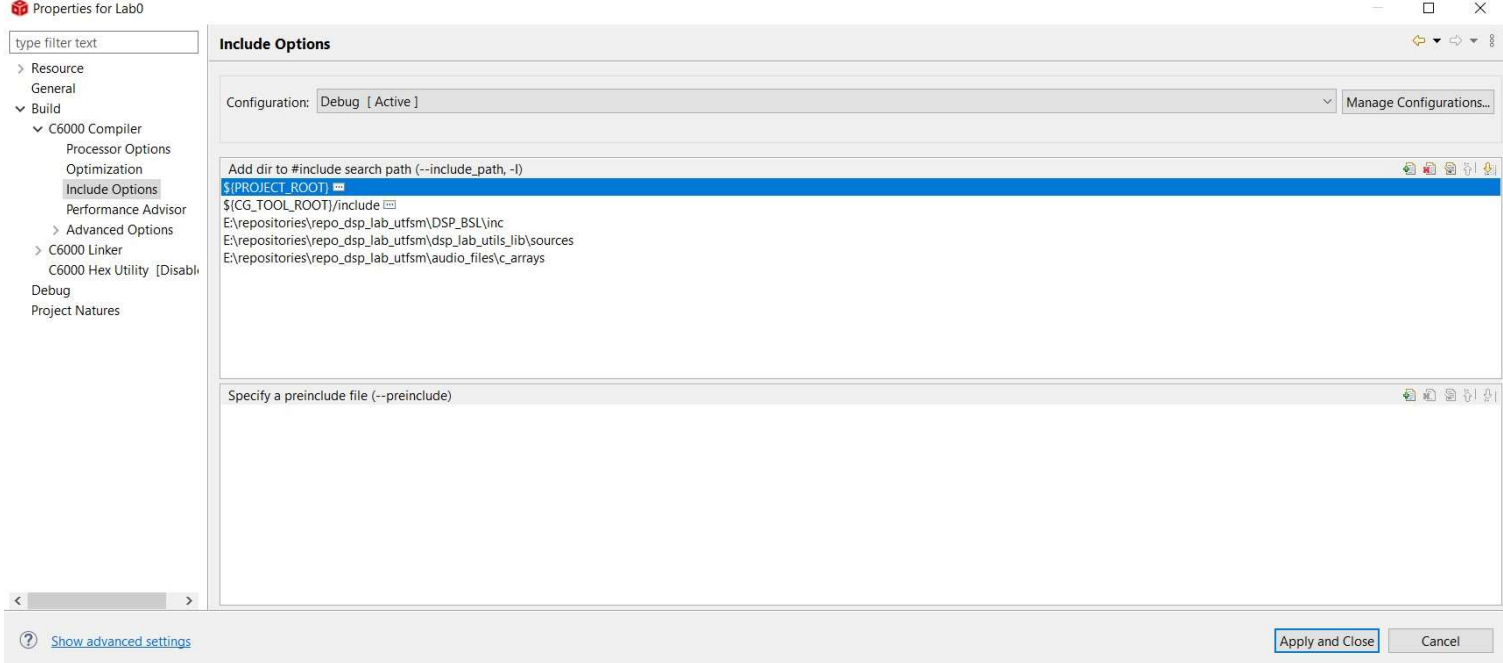 Properties for Lab0
type filter text
Resource
General
Build
C6000 Compiler
Processor Options
Optimization
Include Options
Performance Advisor
Advanced Options
C6000 Linker
C6000 Hex Utility [Disabl
Debug
Project Natures
Include Options
Configuration: Debug [ Active ]
Manage Configurations...
Add dir to #include search path (--include_path, -I)
${PROJECT_ROOT}
${CG_TOOL_ROOT}/include
E:\repositories\repo_dsp_lab_utfsm\DSP_BSL\inc
E:\repositories\repo_dsp_lab_utfsm\dsp_lab_utils_lib\sources
E:\repositories\repo_dsp_lab_utfsm\audio_files\c_arrays
Specify a preinclude file (--preinclude)
Show advanced settings
Apply and Close
Cancel